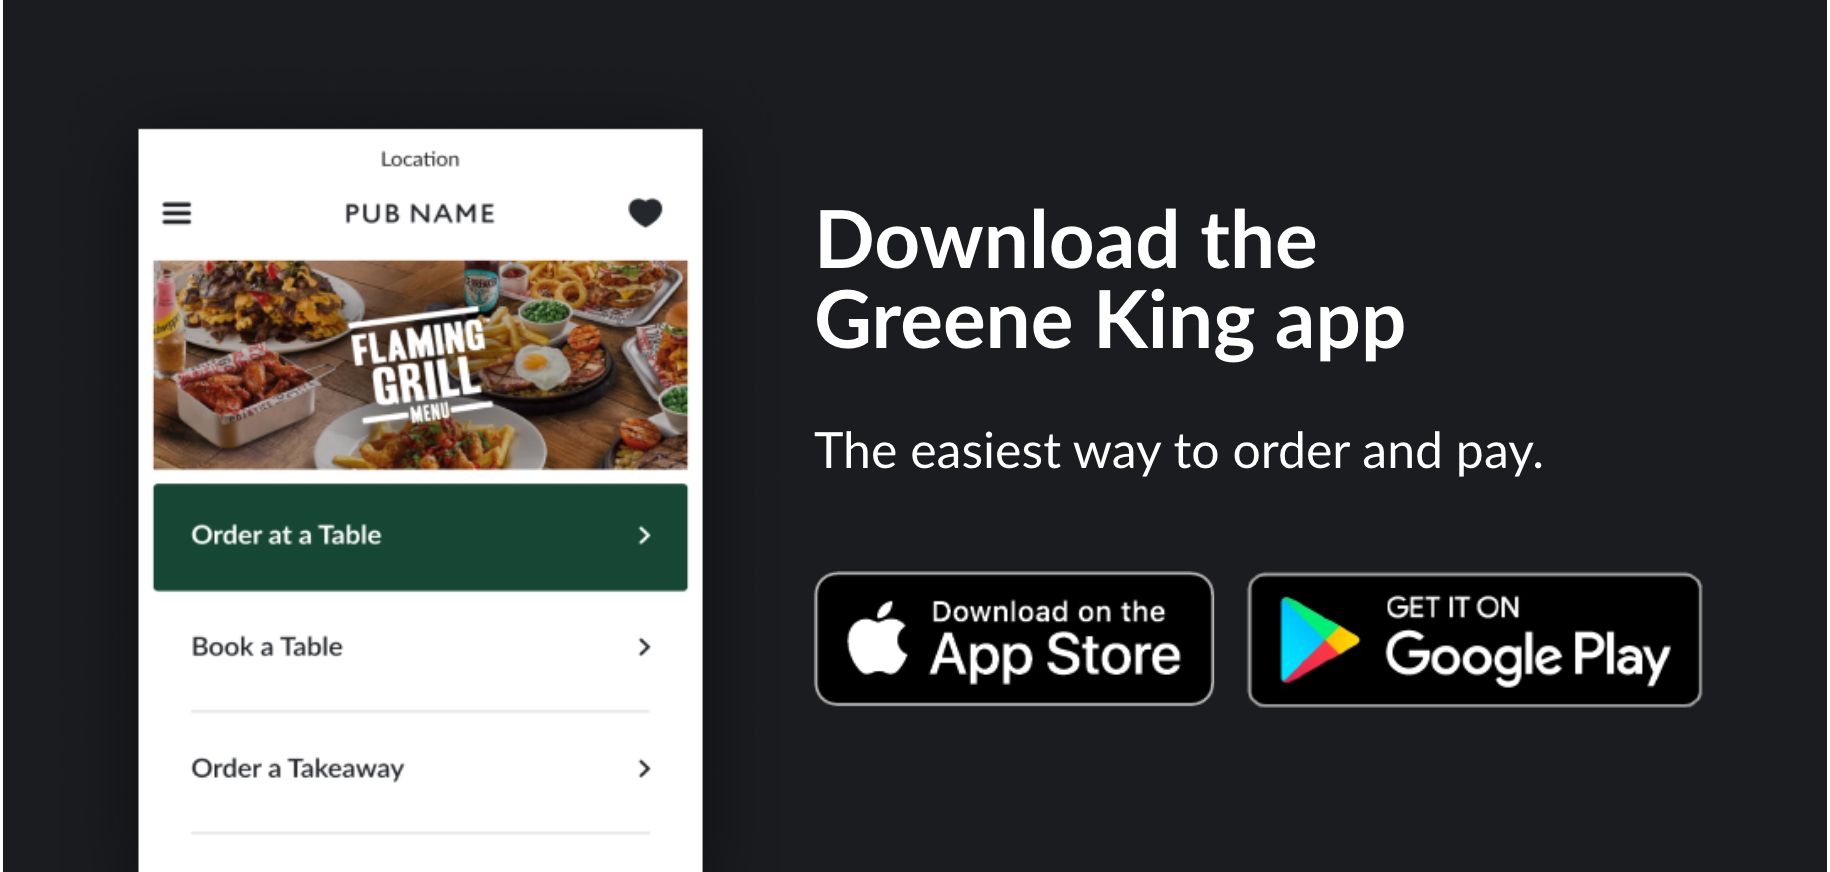 Location
PUB NAME
FLAMING
GRILL
MENU
Order at a Table
Book a Table
Order a Takeaway
Download the
Greene King app
The easiest way to order and pay.
Download on the
App Store
GET IT ON
Google Play